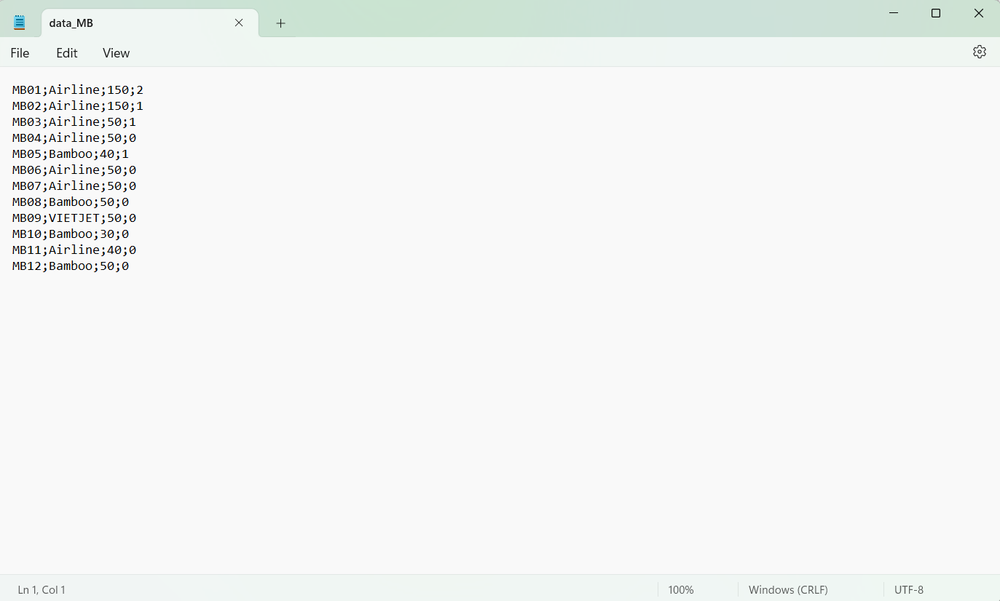 data_MB
File Edit View
MB01;Airline;150;2
MB02;Airline;150;1
MB03;Airline;50;1
MB04;Airline;50;0
MB05;Bamboo;40;1
MB06;Airline;50;0
MB07;Airline;50;0
MB08;Bamboo;50;0
MB09;VIETJET;50;0
MB10;Bamboo;30;0
MB11;Airline;40;0
MB12;Bamboo;50;0
Ln 1, Col 1 100% Windows (CRLF) UTF-8